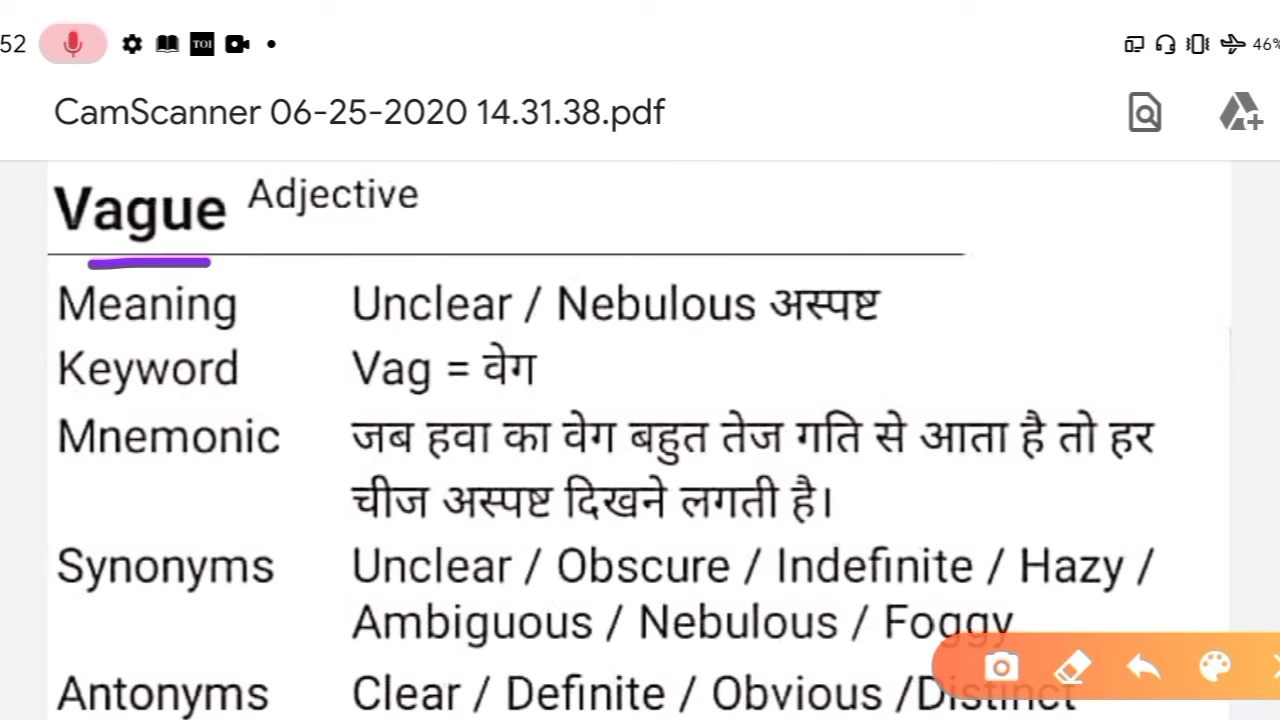 52 TOI 46%
CamScanner 06-25-2020 14.31.38.pdf
Vague Adjective
Meaning Unclear / Nebulous अस्पष्ट
Keyword Vag = वेग
Mnemonic जब हवा का वेग बहुत तेज गति से आता है तो हर
चीज अस्पष्ट दिखने लगती है।
Synonyms Unclear / Obscure / Indefinite / Hazy /
Ambiguous / Nebulous / Foggy
Antonyms Clear / Definite / Obvious /Distinct